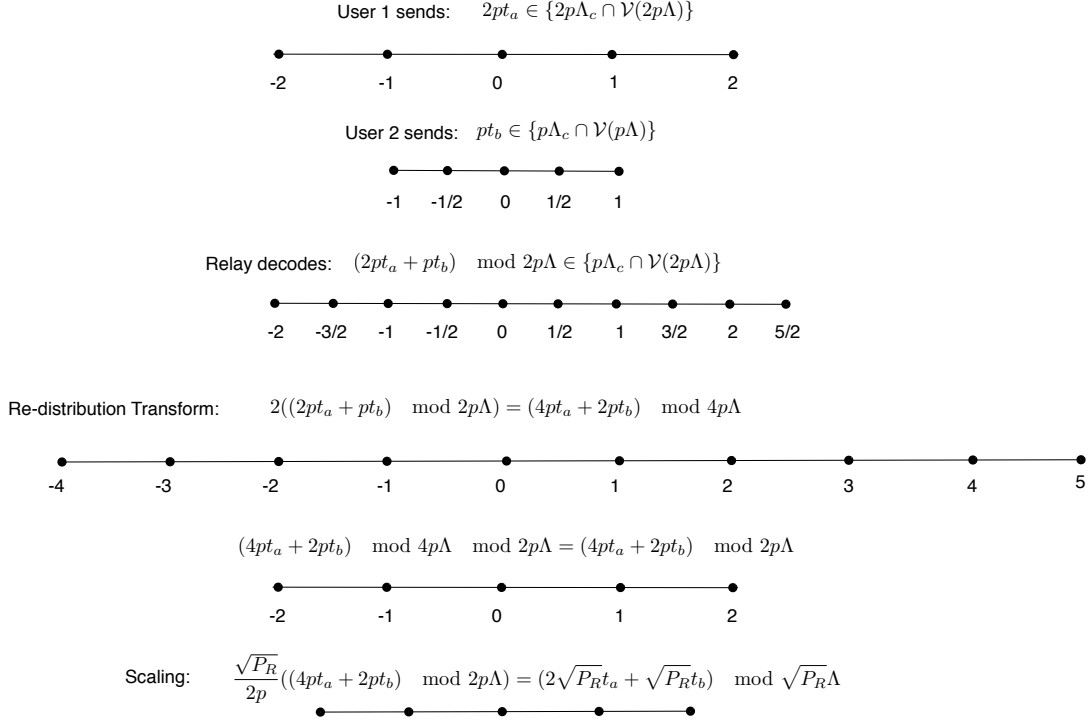 User 1 sends: 2pt_a ∈ {2pΛ_c ∩ 𝒱(2pΛ)}
-2 -1 0 1 2
User 2 sends: pt_b ∈ {pΛ_c ∩ 𝒱(pΛ)}
-1 -1/2 0 1/2 1
Relay decodes: (2pt_a + pt_b) mod 2pΛ ∈ {pΛ_c ∩ 𝒱(2pΛ)}
-2 -3/2 -1 -1/2 0 1/2 1 3/2 2 5/2
Re-distribution Transform: 2((2pt_a + pt_b) mod 2pΛ) = (4pt_a + 2pt_b) mod 4pΛ
-4 -3 -2 -1 0 1 2 3 4 5
(4pt_a + 2pt_b) mod 4pΛ mod 2pΛ = (4pt_a + 2pt_b) mod 2pΛ
-2 -1 0 1 2
Scaling: √P_R/2p((4pt_a + 2pt_b) mod 2pΛ) = (2√P_R t_a + √P_R t_b) mod √P_R Λ